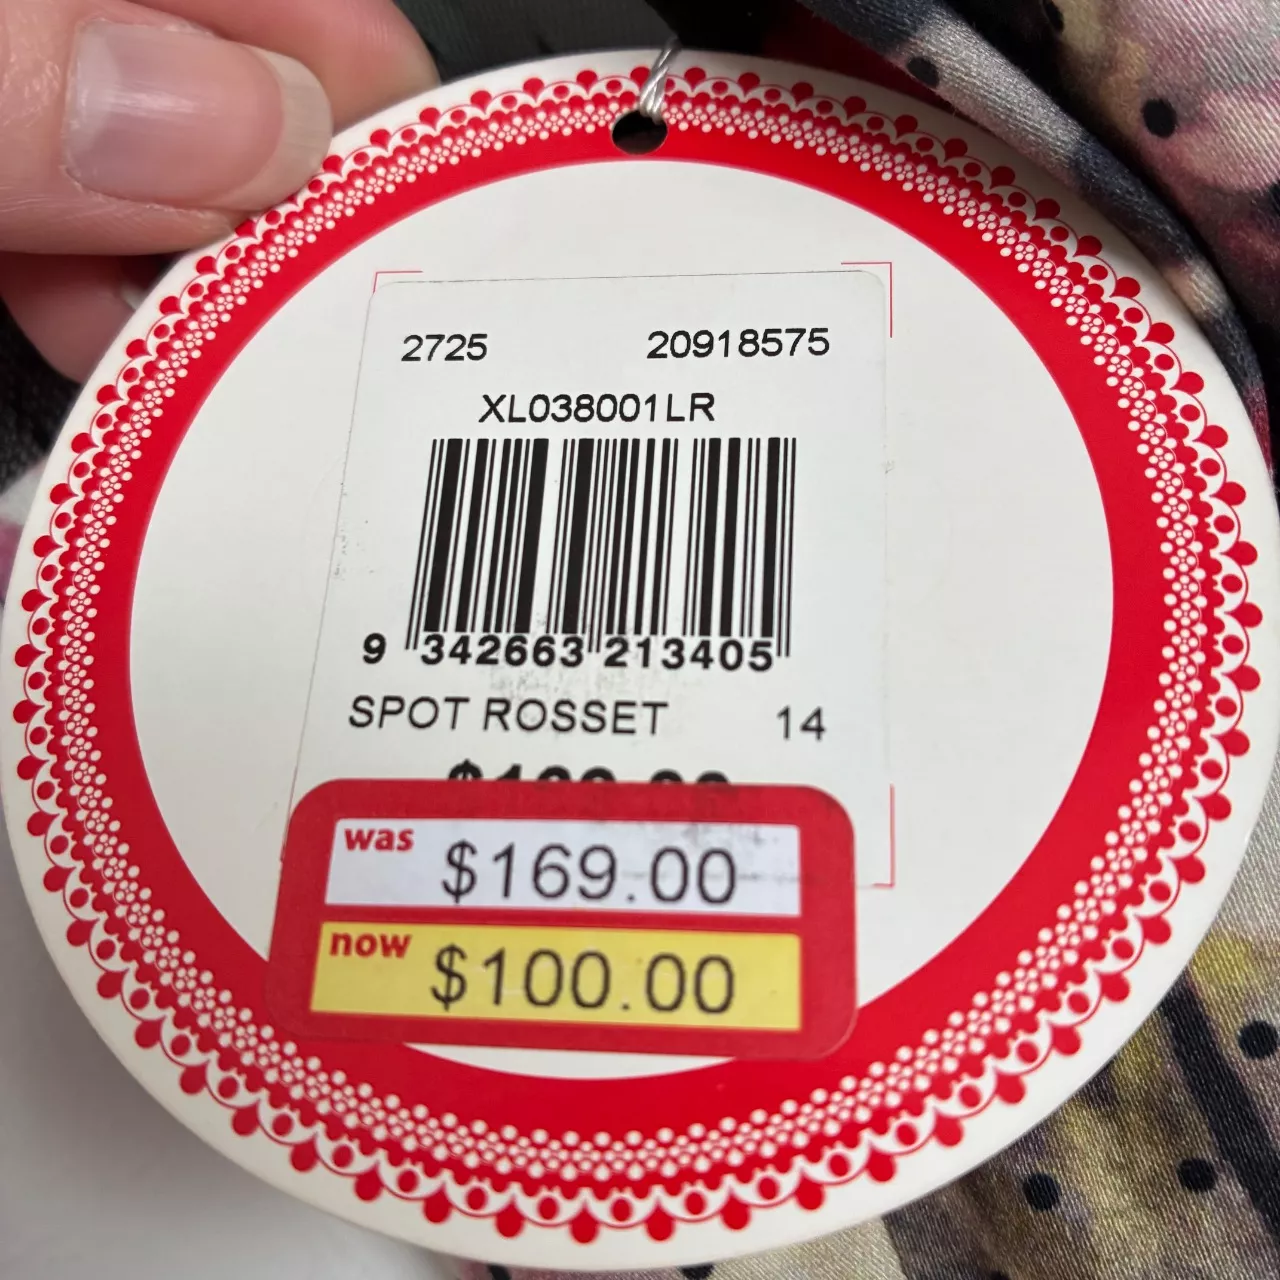 2725 20918575
XL038001LR
9 342663 213405
SPOT ROSSET 14
was $169.00
now $100.00